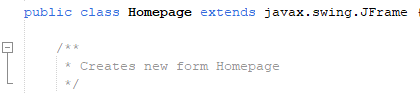 public class Homepage extends javax.swing.JFrame {
/**
* Creates new form Homepage
*/